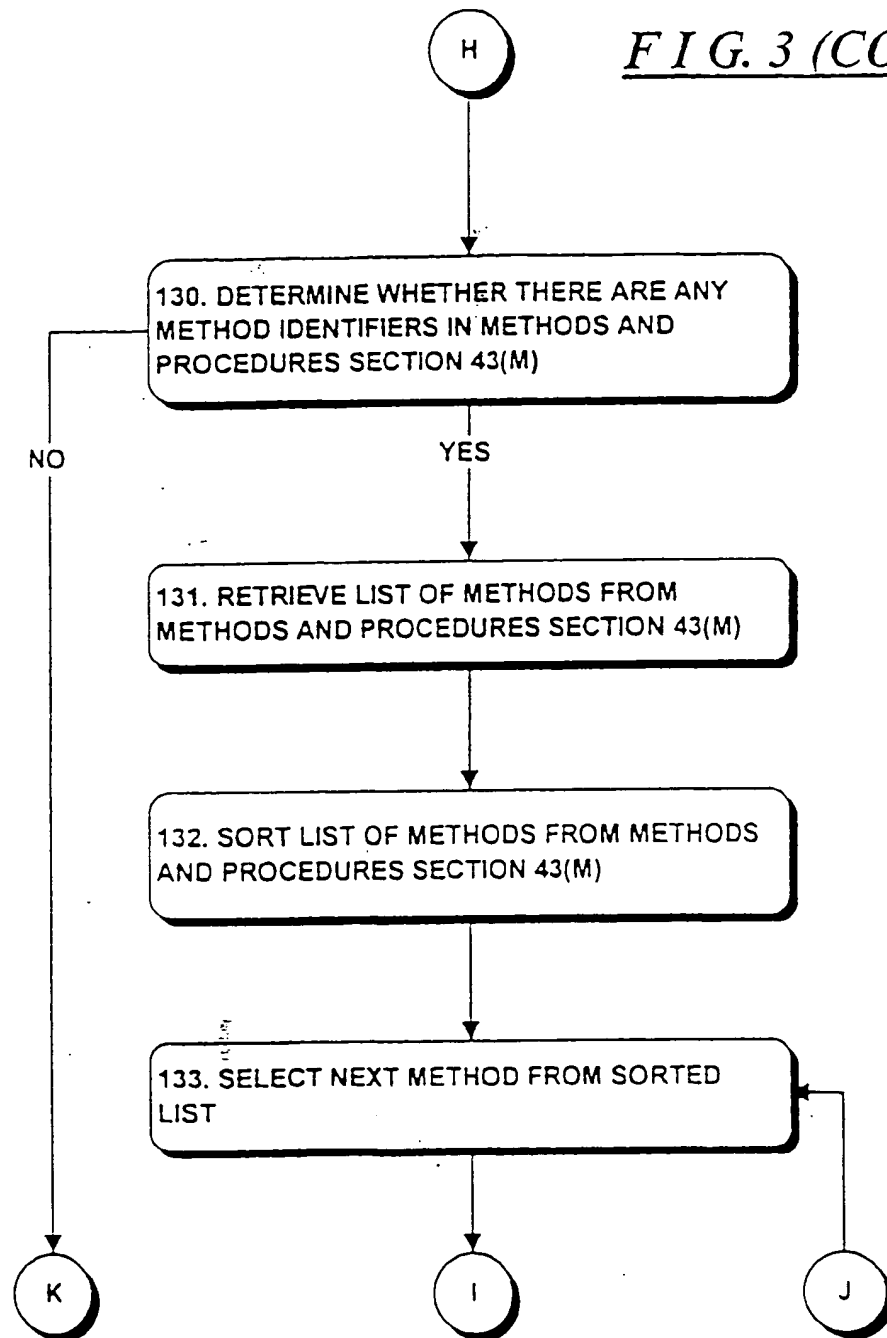 H
F I G. 3 (CO
130. DETERMINE WHETHER THERE ARE ANY
METHOD IDENTIFIERS IN METHODS AND
PROCEDURES SECTION 43(M)
NO
YES
131. RETRIEVE LIST OF METHODS FROM
METHODS AND PROCEDURES SECTION 43(M)
132. SORT LIST OF METHODS FROM METHODS
AND PROCEDURES SECTION 43(M)
133. SELECT NEXT METHOD FROM SORTED
LIST
K
I
J